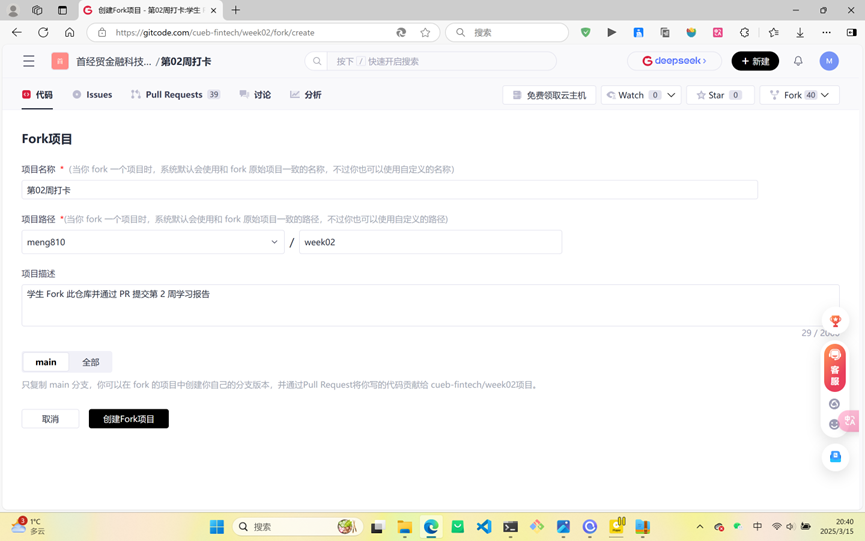 创建Fork项目 - 第02周打卡:学生 F
https://gitcode.com/cueb-fintech/week02/fork/create
搜索
首经贸金融科技... / 第02周打卡
按下 / 快速开启搜索
deepseek
+ 新建
M
代码
Issues
Pull Requests 39
讨论
分析
免费领取云主机
Watch 0
Star 0
Fork 40
Fork项目
项目名称 * (当你 fork 一个项目时，系统默认会使用和 fork 原始项目一致的名称，不过你也可以使用自定义的名称)
第02周打卡
项目路径 *(当你 fork 一个项目时，系统默认会使用和 fork 原始项目一致的路径，不过你也可以使用自定义的路径)
meng810 / week02
项目描述
学生 Fork 此仓库并通过 PR 提交第 2 周学习报告
29 / 2000
main 全部
只复制 main 分支，你可以在 fork 的项目中创建你自己的分支版本，并通过Pull Request将你写的代码贡献给 cueb-fintech/week02项目。
取消 创建Fork项目
客服
3
1°C
多云
搜索
中
20:40
2025/3/15